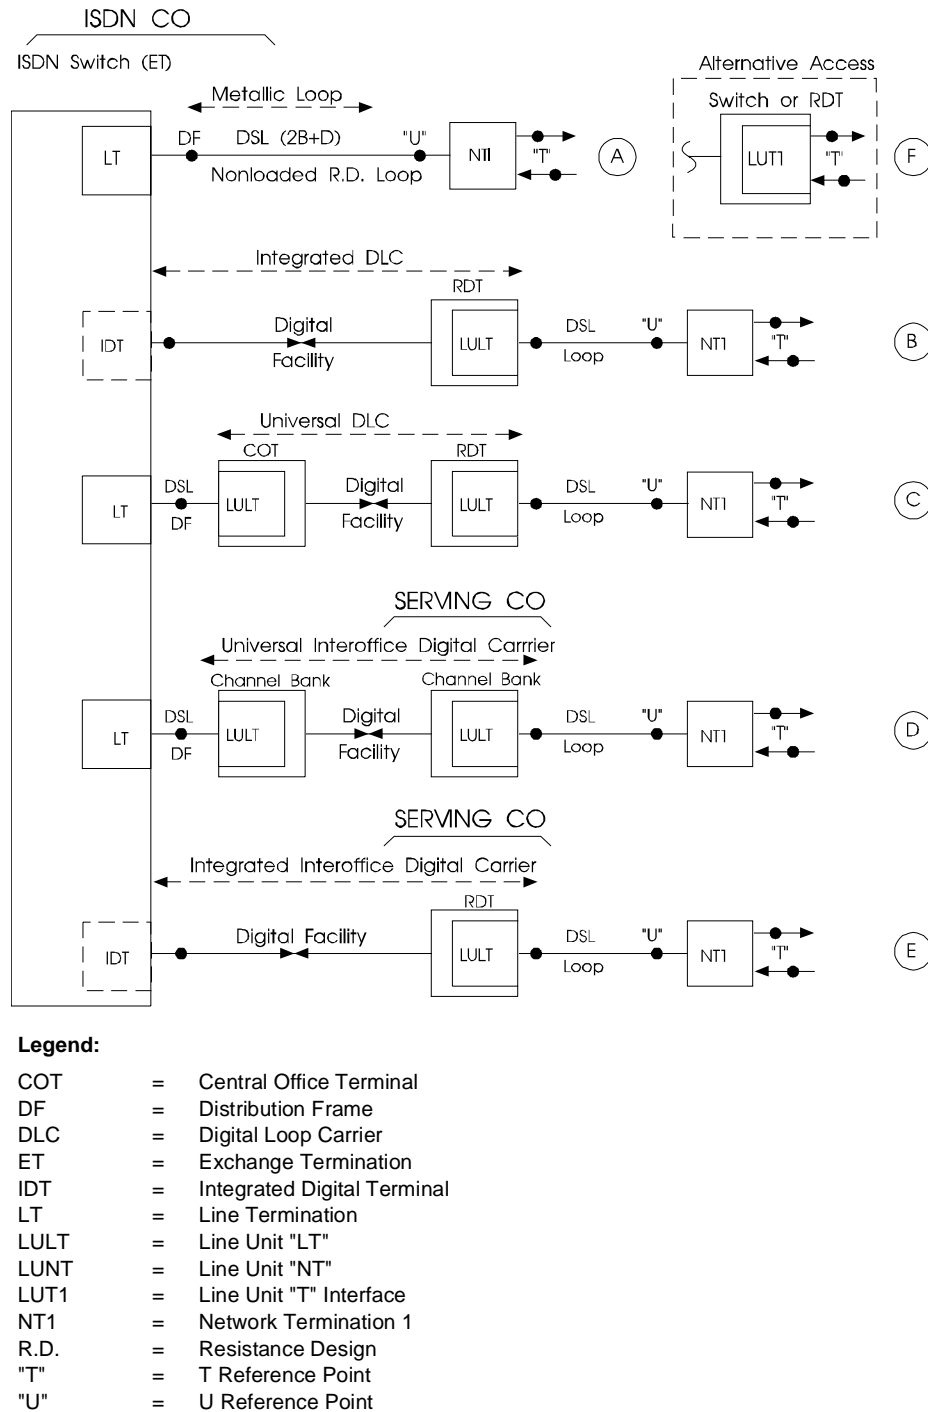 ISDN CO
ISDN Switch (ET)
Alternative Access
Metallic Loop
Switch or RDT
LT
DF
DSL (2B+D)
"U"
NT1
"T"
A
Nonloaded R.D. Loop
LUT1
"T"
F
Integrated DLC
RDT
IDT
Digital
Facility
LULT
DSL
Loop
"U"
NT1
"T"
B
Universal DLC
COT
RDT
LT
DSL
DF
LULT
Digital
Facility
LULT
DSL
Loop
"U"
NT1
"T"
C
SERVING CO
Universal Interoffice Digital Carrrier
Channel Bank
Channel Bank
LT
DSL
DF
LULT
Digital
Facility
LULT
DSL
Loop
"U"
NT1
"T"
D
SERVING CO
Integrated Interoffice Digital Carrier
RDT
IDT
Digital Facility
LULT
DSL
Loop
"U"
NT1
"T"
E
Legend:
COT = Central Office Terminal
DF = Distribution Frame
DLC = Digital Loop Carrier
ET = Exchange Termination
IDT = Integrated Digital Terminal
LT = Line Termination
LULT = Line Unit "LT"
LUNT = Line Unit "NT"
LUT1 = Line Unit "T" Interface
NT1 = Network Termination 1
R.D. = Resistance Design
"T" = T Reference Point
"U" = U Reference Point